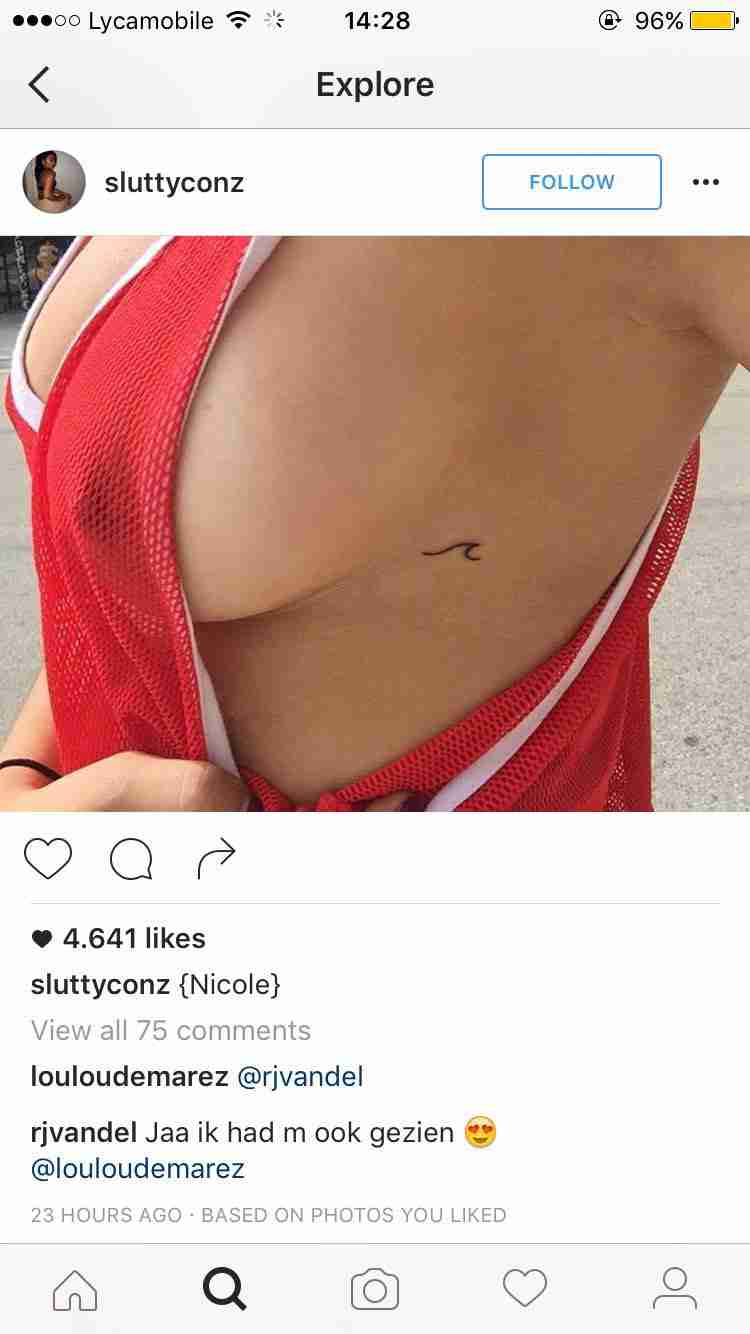 Lycamobile 14:28 96%
Explore
sluttyconz FOLLOW
4.641 likes
sluttyconz {Nicole}
View all 75 comments
louloudemarez @rjvandel
rjvandel Jaa ik had m ook gezien 😍
@louloudemarez
23 HOURS AGO · BASED ON PHOTOS YOU LIKED